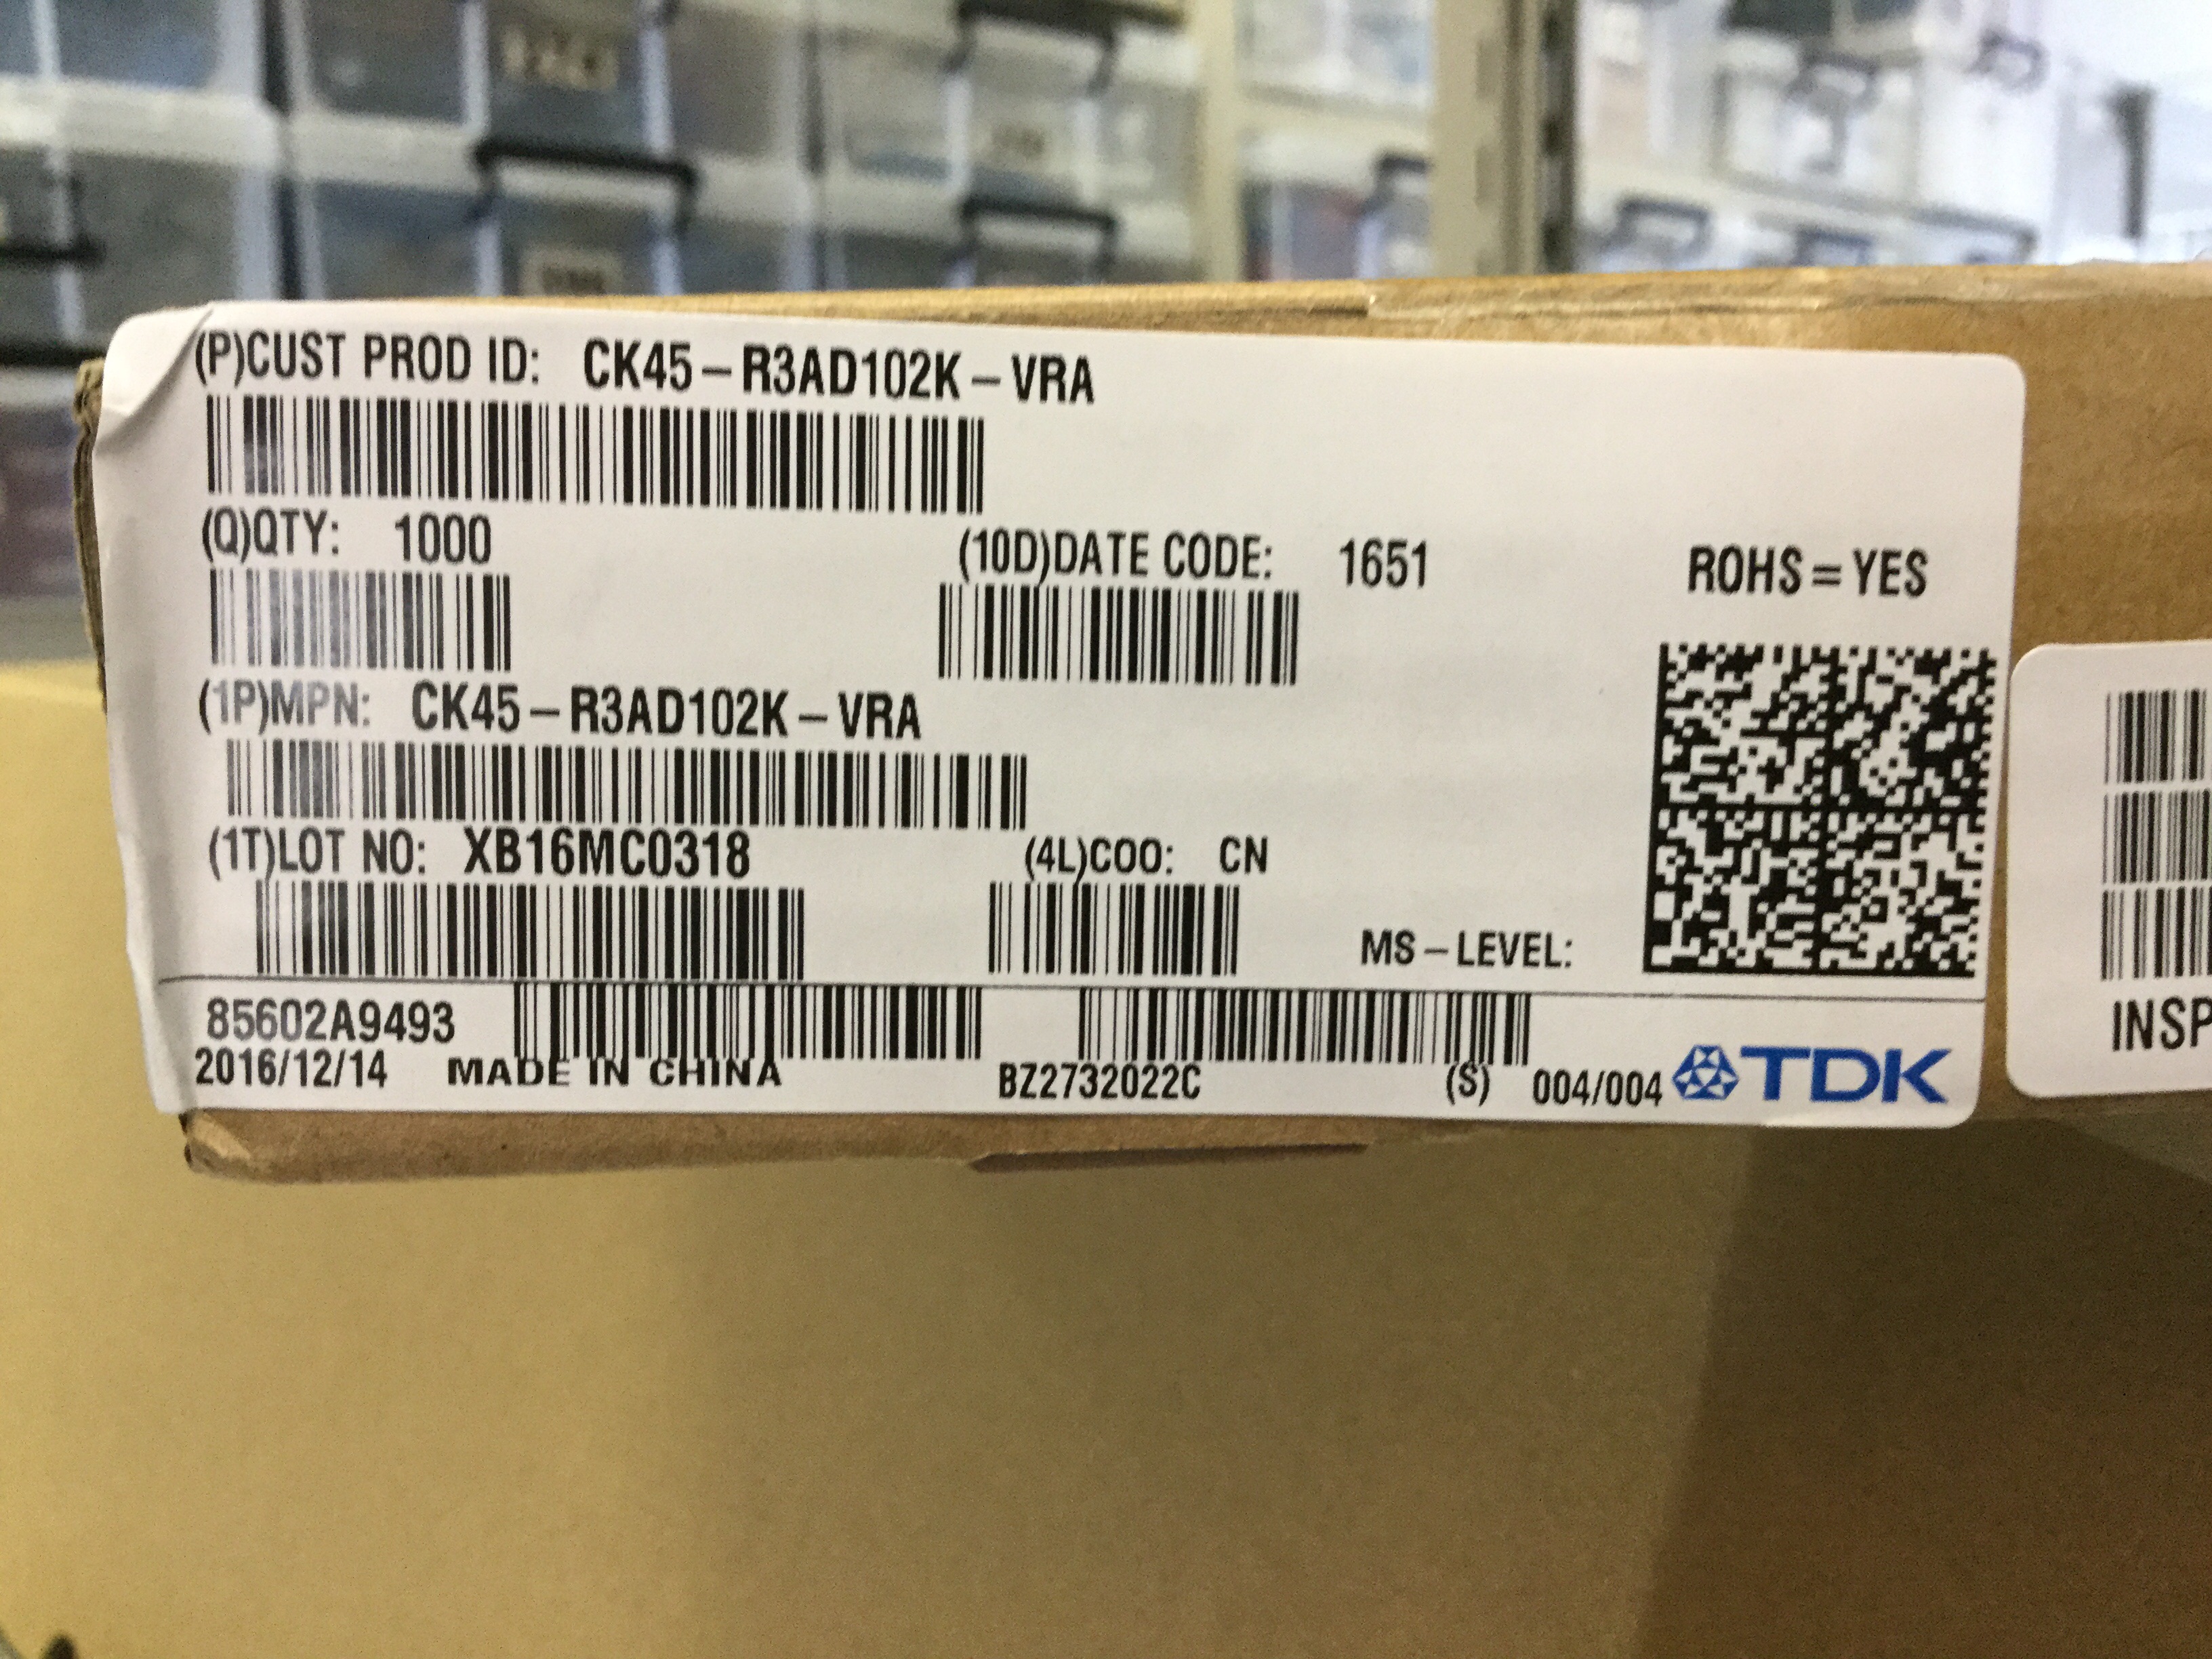 (P)CUST PROD ID: CK45-R3AD102K-VRA
(Q)QTY: 1000
(10D)DATE CODE: 1651
ROHS=YES
(1P)MPN: CK45-R3AD102K-VRA
(1T)LOT NO: XB16MC0318
(4L)COO: CN
MS-LEVEL:
85602A9493
2016/12/14 MADE IN CHINA
BZ2732022C (S) 004/004
TDK
INSP